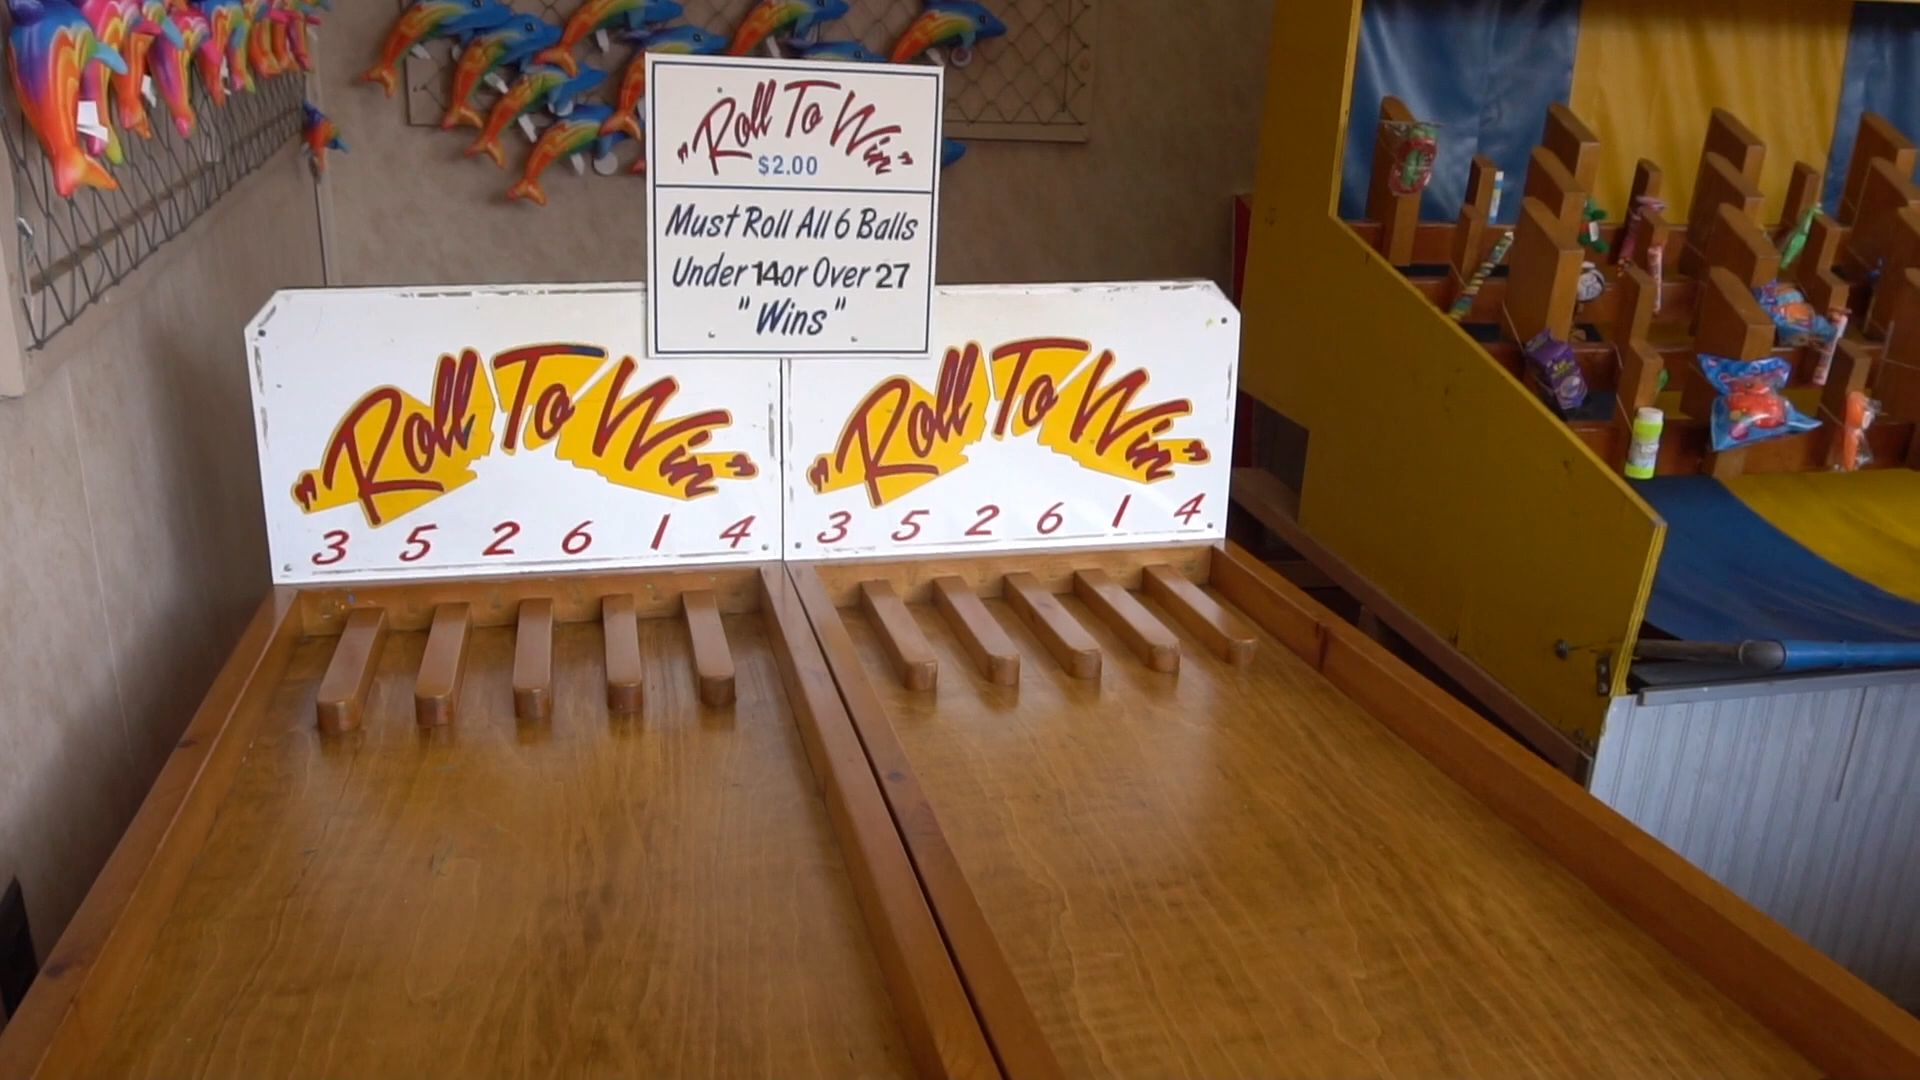 "Roll To Win"
$2.00
Must Roll All 6 Balls
Under 14 or Over 27
"Wins"
"Roll To Win"
3 5 2 6 1 4
"Roll To Win"
3 5 2 6 1 4